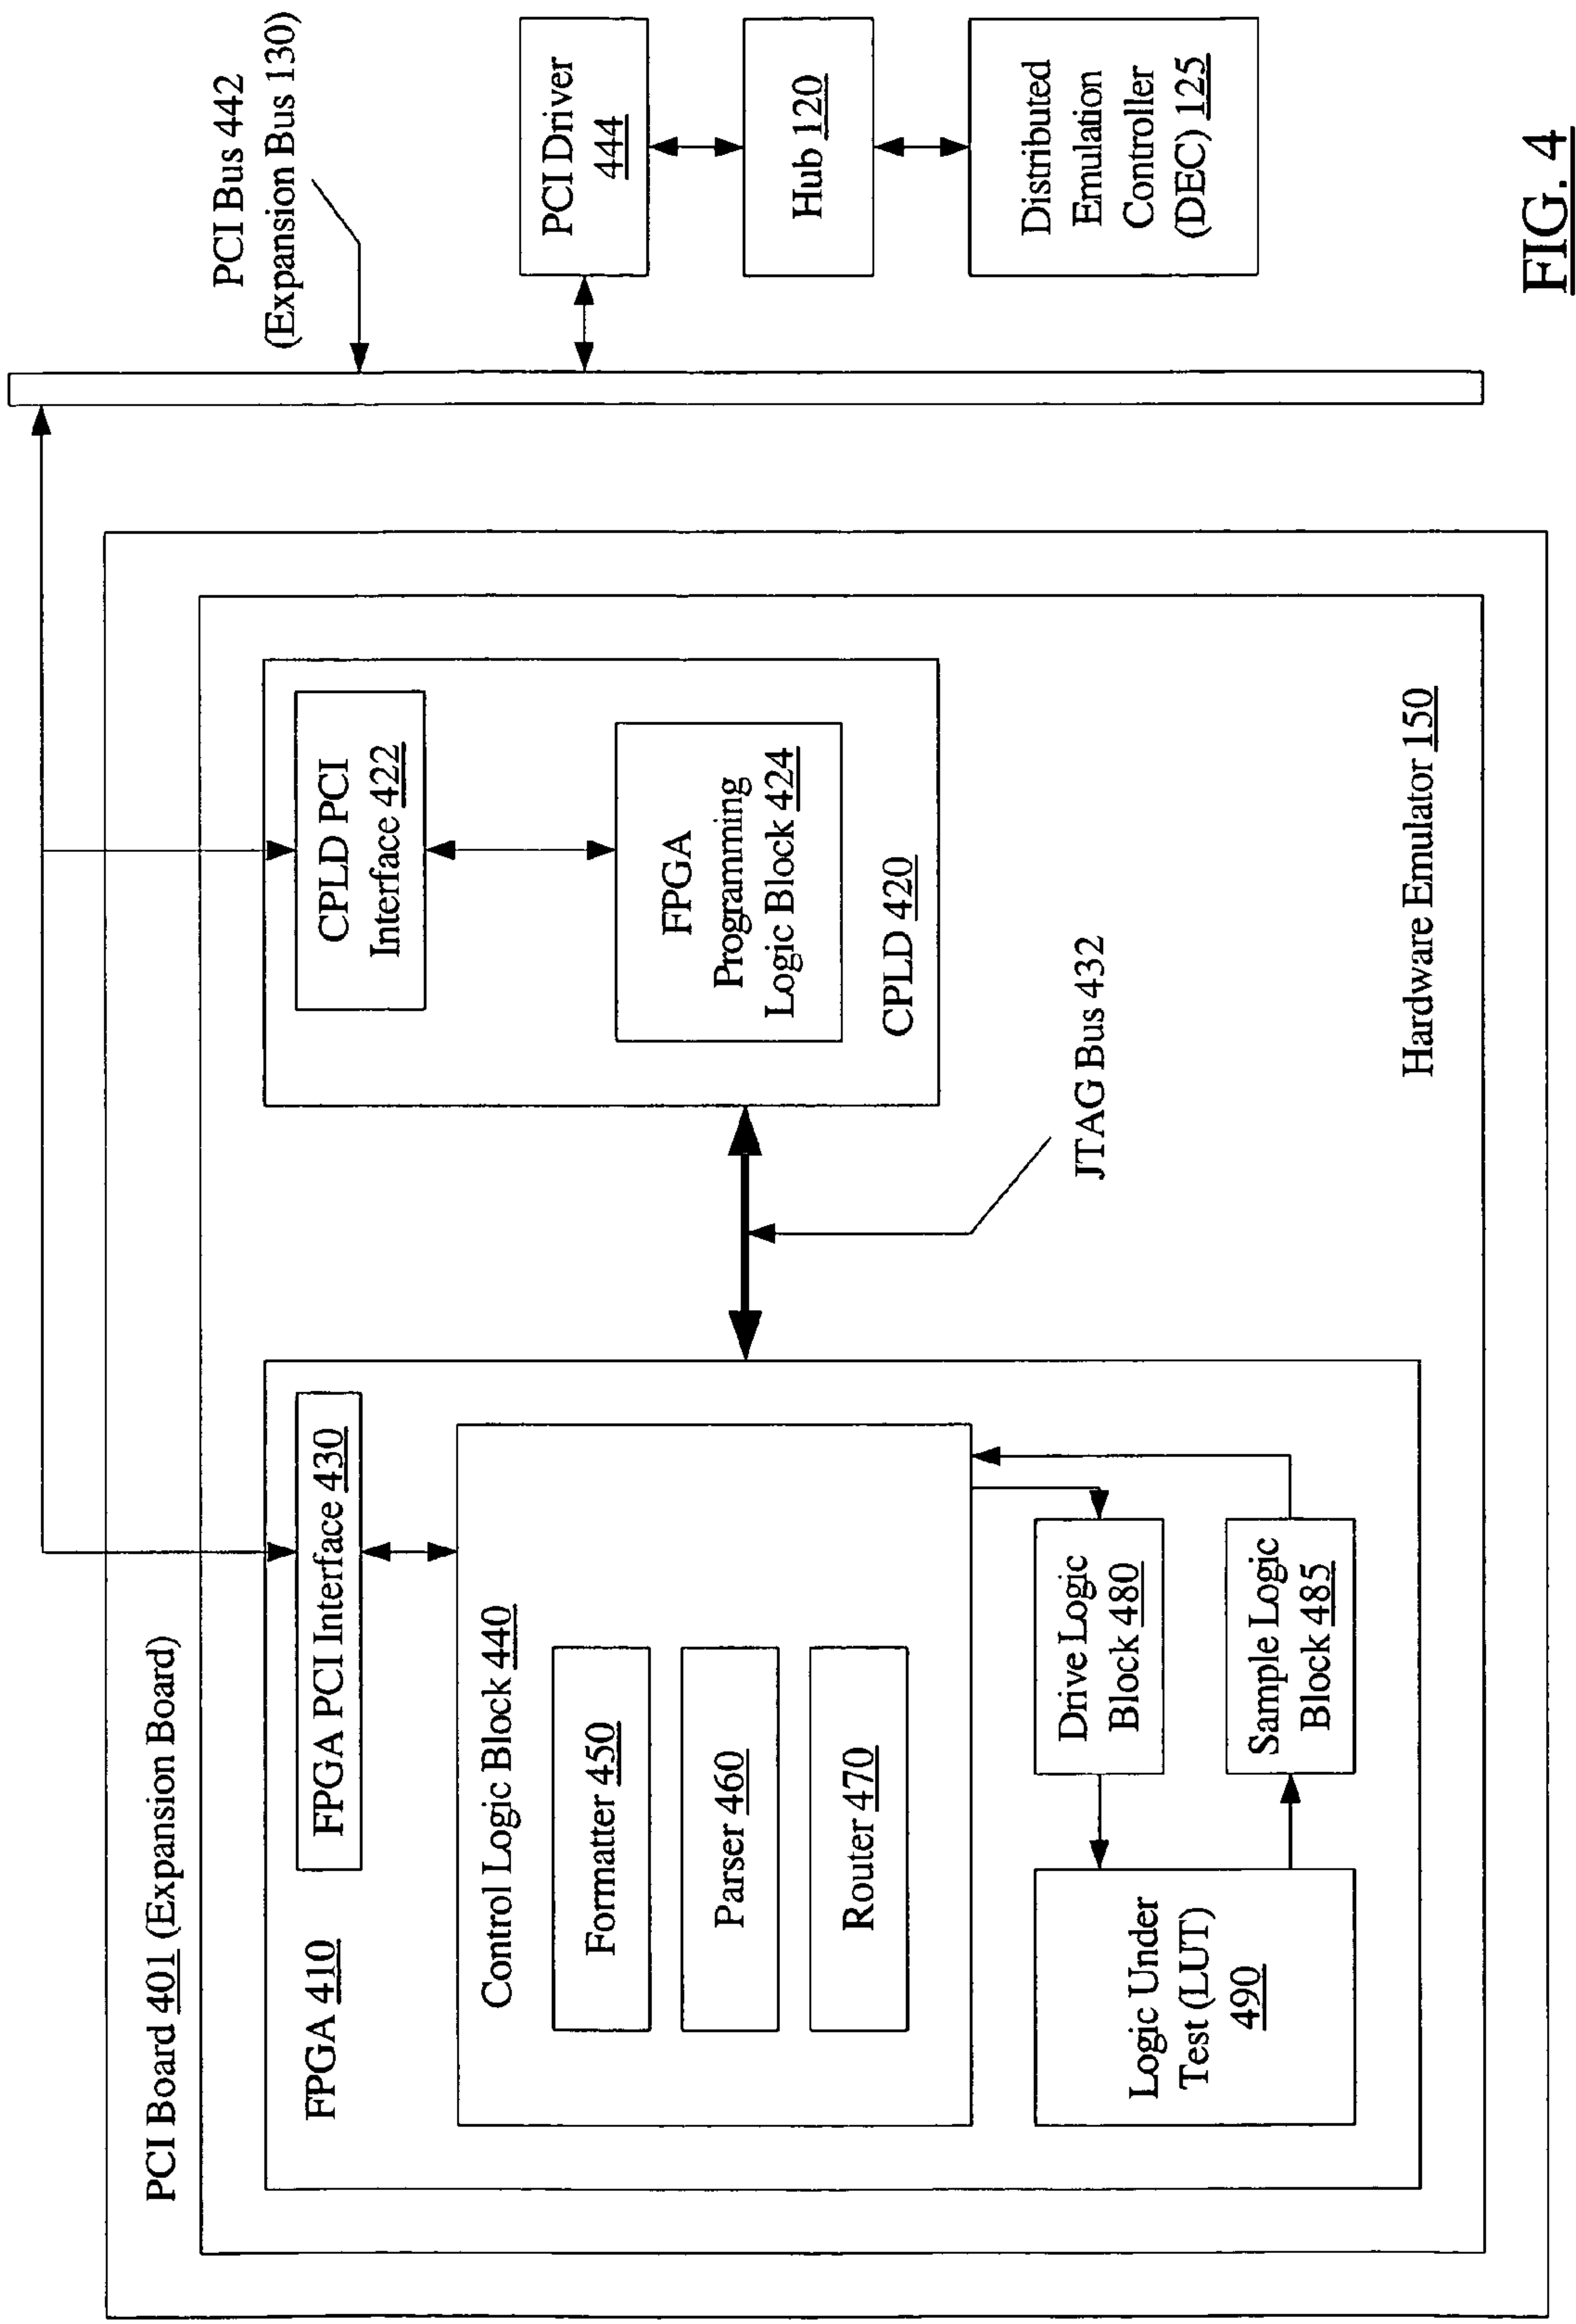 PCI Board 401 (Expansion Board)
FPGA 410
FPGA PCI Interface 430
Control Logic Block 440
Formatter 450
Parser 460
Router 470
Logic Under
Test (LUT)
490
Drive Logic
Block 480
Sample Logic
Block 485
JTAG Bus 432
CPLD PCI
Interface 422
FPGA
Programming
Logic Block 424
CPLD 420
Hardware Emulator 150
PCI Bus 442
(Expansion Bus 130)
PCI Driver
444
Hub 120
Distributed
Emulation
Controller
(DEC) 125
FIG. 4